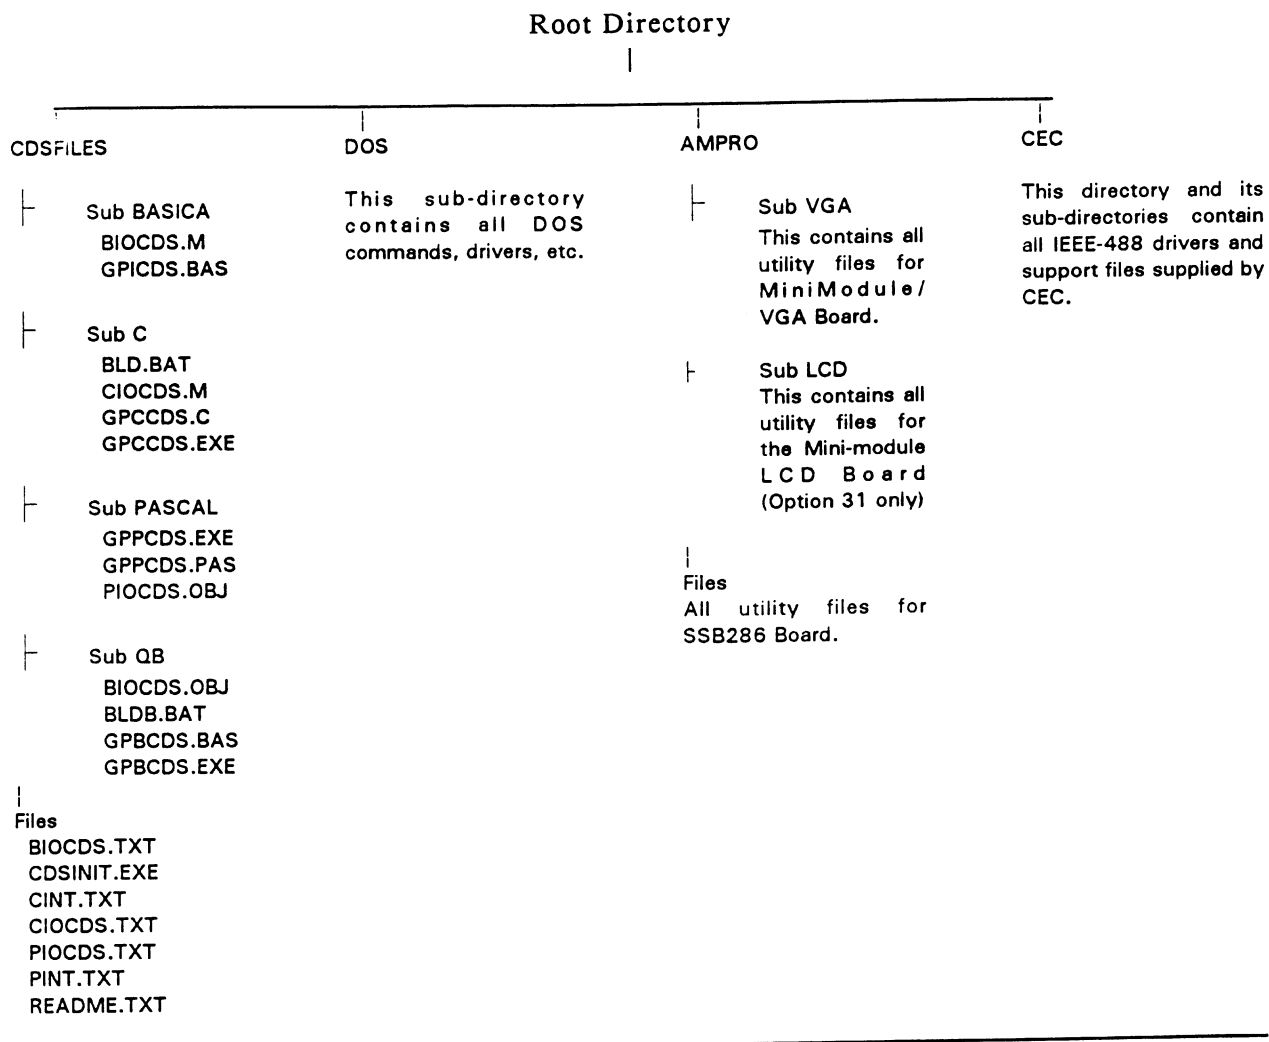 Root Directory
CDSFILES
Sub BASICA
BIOCDS.M
GPICDS.BAS
Sub C
BLD.BAT
CIOCDS.M
GPCCDS.C
GPCCDS.EXE
Sub PASCAL
GPPCDS.EXE
GPPCDS.PAS
PIOCDS.OBJ
Sub QB
BIOCDS.OBJ
BLDB.BAT
GPBCDS.BAS
GPBCDS.EXE
Files
BIOCDS.TXT
CDSINIT.EXE
CINT.TXT
CIOCDS.TXT
PIOCDS.TXT
PINT.TXT
README.TXT
DOS
This sub-directory
contains all DOS
commands, drivers, etc.
AMPRO
Sub VGA
This contains all
utility files for
MiniModule/
VGA Board.
Sub LCD
This contains all
utility files for
the Mini-module
LCD Board
(Option 31 only)
Files
All utility files for
SSB286 Board.
CEC
This directory and its
sub-directories contain
all IEEE-488 drivers and
support files supplied by
CEC.